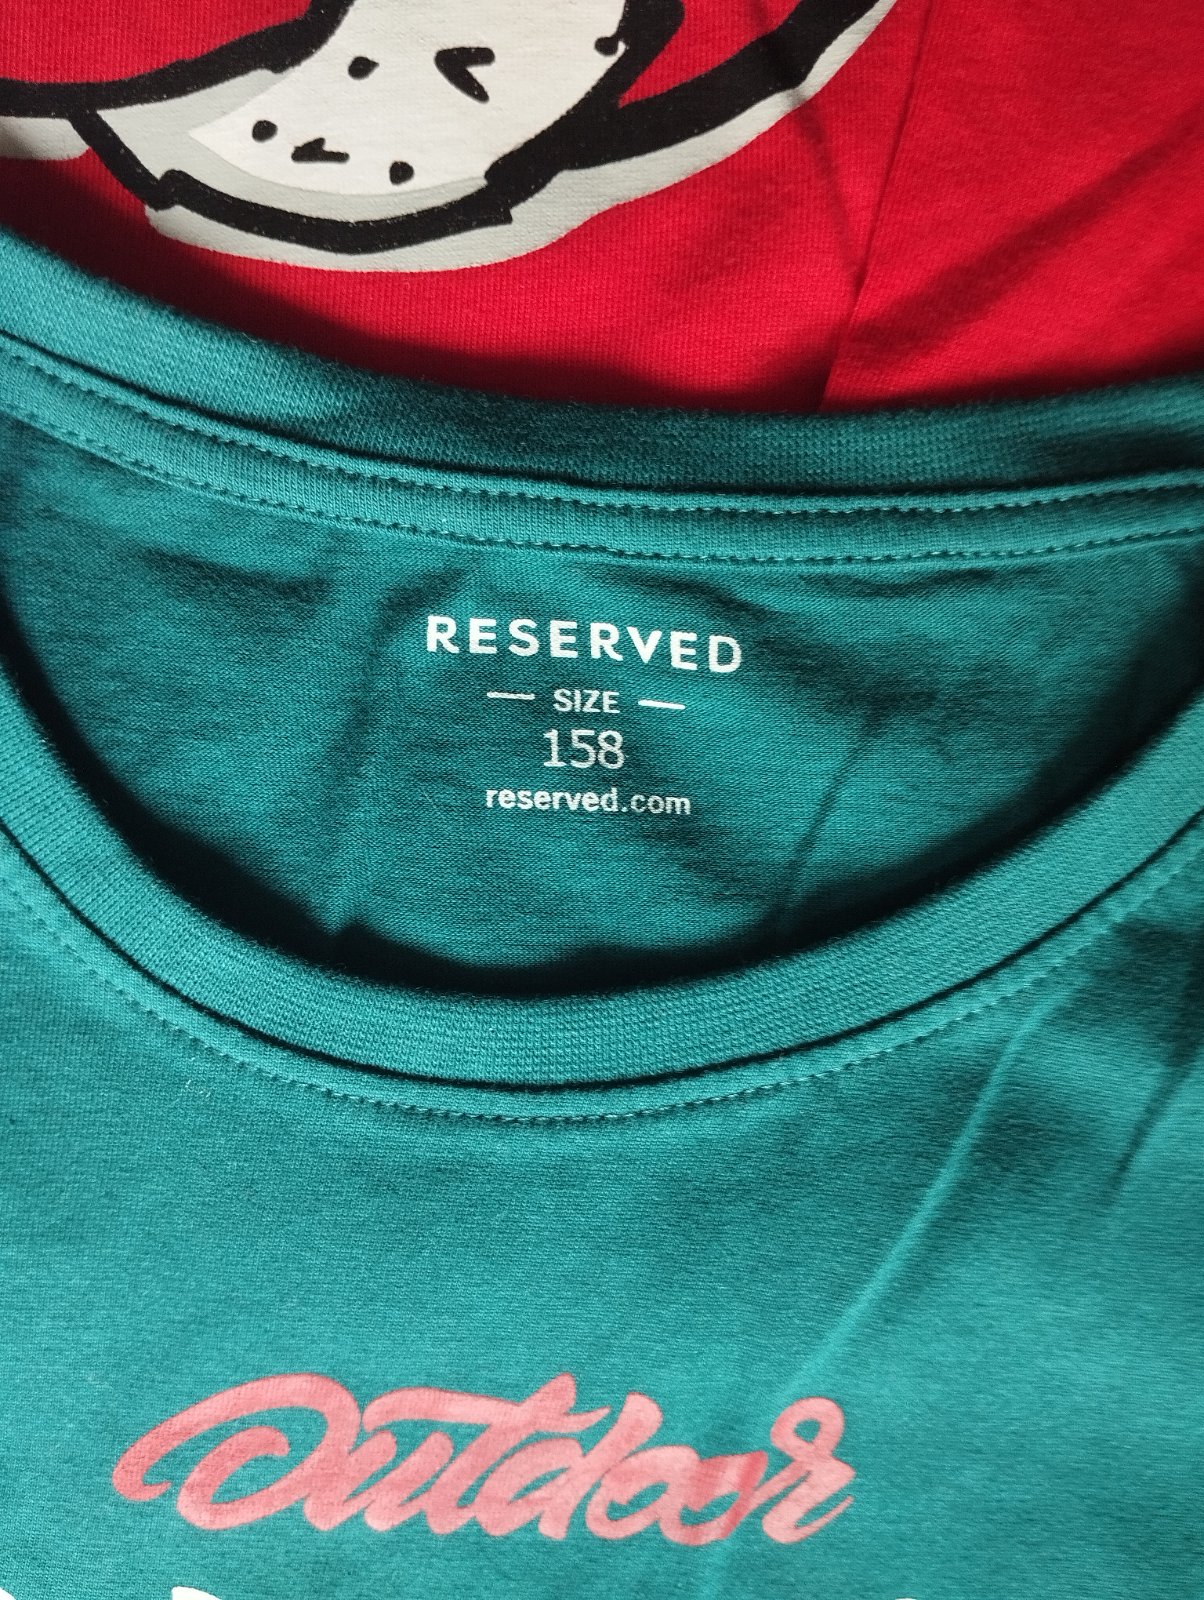 RESERVED
— SIZE —
158
reserved.com
Outdoor